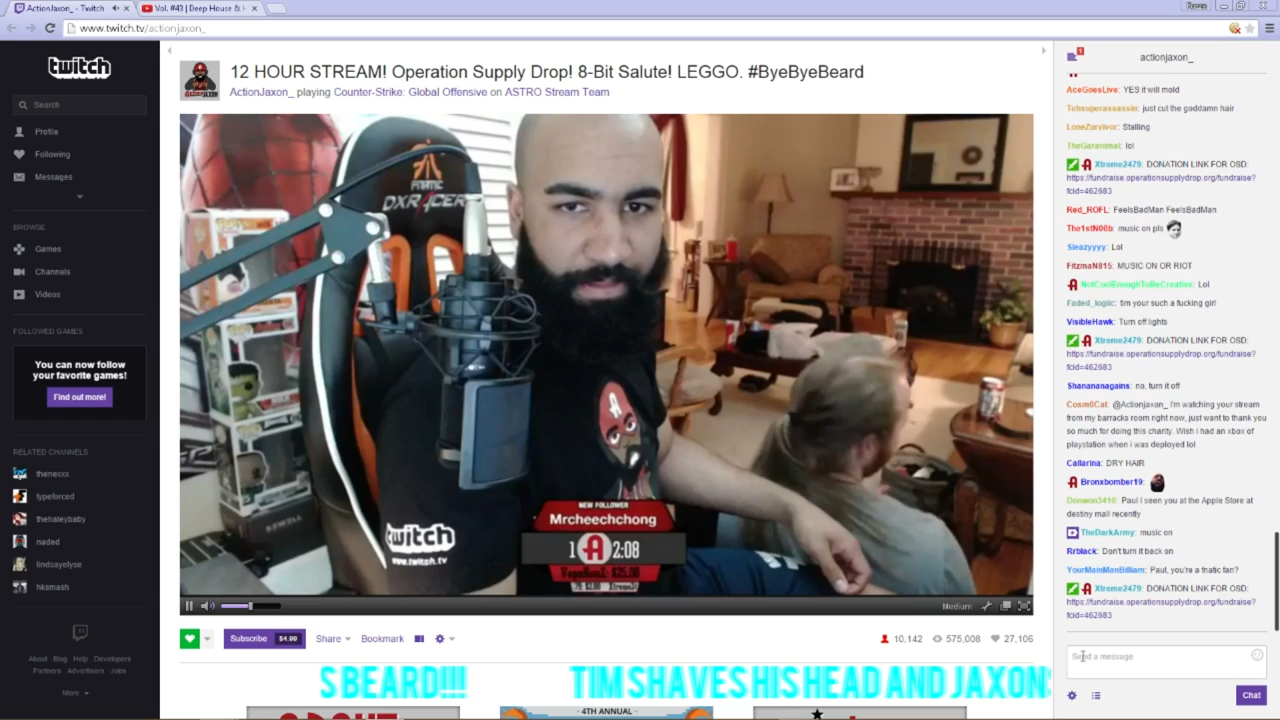 ActionJaxon_ - Twitch
Vol. #43 | Deep House &
www.twitch.tv/actionjaxon_
twitch
Search
Profile
Following
Messages
BROWSE
Games
Channels
Videos
FOLLOWED GAMES
You can now follow
your favorite games!
Find out more!
RELATED CHANNELS
thenexxx
typeforced
thehaleybaby
naded
lindsayelyse
hksmash
About Blog Help Developers
Partners Advertisers Jobs
More
12 HOUR STREAM! Operation Supply Drop! 8-Bit Salute! LEGGO. #ByeByeBeard
ActionJaxon_ playing Counter-Strike: Global Offensive on ASTRO Stream Team
FNATIC
DXRACER
NEW FOLLOWER
Mrcheechchong
1 A 2:08
twitch
www.twitch.tv
Medium
Subscribe $4.99 Share Bookmark
10,142 575,008 27,106
S BEARD!!!! TIM SHAVES HIS HEAD AND JAXON
4TH ANNUAL
1
actionjaxon_
AceGoesLive: YES it will mold
Tehsuperassassin: just cut the goddamn hair
LoneZurvivor: Stalling
TheGaranimal: lol
Xtreme2479: DONATION LINK FOR OSD:
https://fundraise.operationsupplydrop.org/fundraise?
fcid=462683
Red_ROFL: FeelsBadMan FeelsBadMan
The1stN00b: music on pls
Sleazyyyy: Lol
FitzmaN815: MUSIC ON OR RIOT
NotCoolEnoughToBeCreative: Lol
Faded_logiic: tim your such a fucking girl
VisibleHawk: Turn off lights
Xtreme2479: DONATION LINK FOR OSD:
https://fundraise.operationsupplydrop.org/fundraise?
fcid=462683
Shanananagains: no, turn it off
Cosm0Cat: @Actionjaxon_ i'm watching your stream
from my barracks room right now, just want to thank you
so much for doing this charity. Wish i had an xbox of
playstation when i was deployed lol
Callarina: DRY HAIR
Bronxbomber19:
Donwon3410: Paul I seen you at the Apple Store at
destiny mall recently
TheDarkArmy: music on
Rrblack: Don't turn it back on
YourMainManBilliam: Paul, you're a fnatic fan?
Xtreme2479: DONATION LINK FOR OSD:
https://fundraise.operationsupplydrop.org/fundraise?
fcid=462683
Send a message
Chat